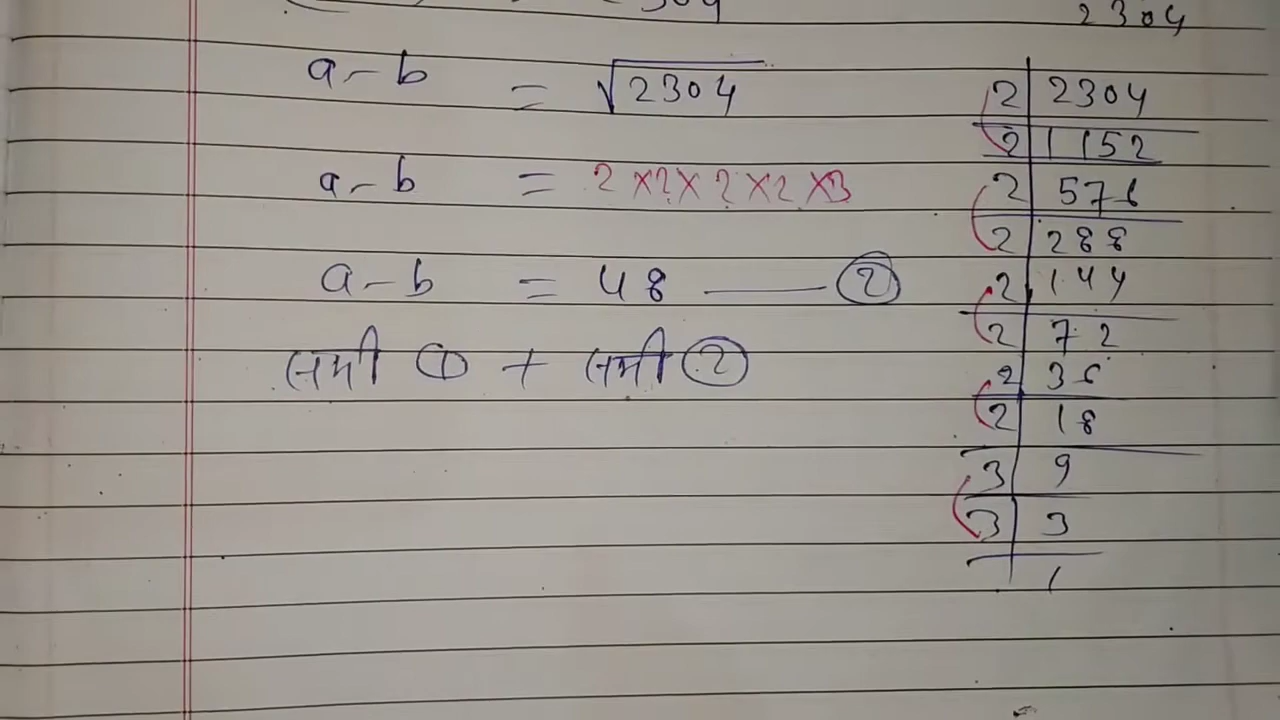 2304
a - b = √2304
a - b = 2 × 2 × 2 × 2 × 3
a - b = 48 —— ②
समी ① + समी ②
2 | 2304
2 | 1152
2 | 576
2 | 288
2 | 144
2 | 72
2 | 36
2 | 18
3 | 9
3 | 3
1